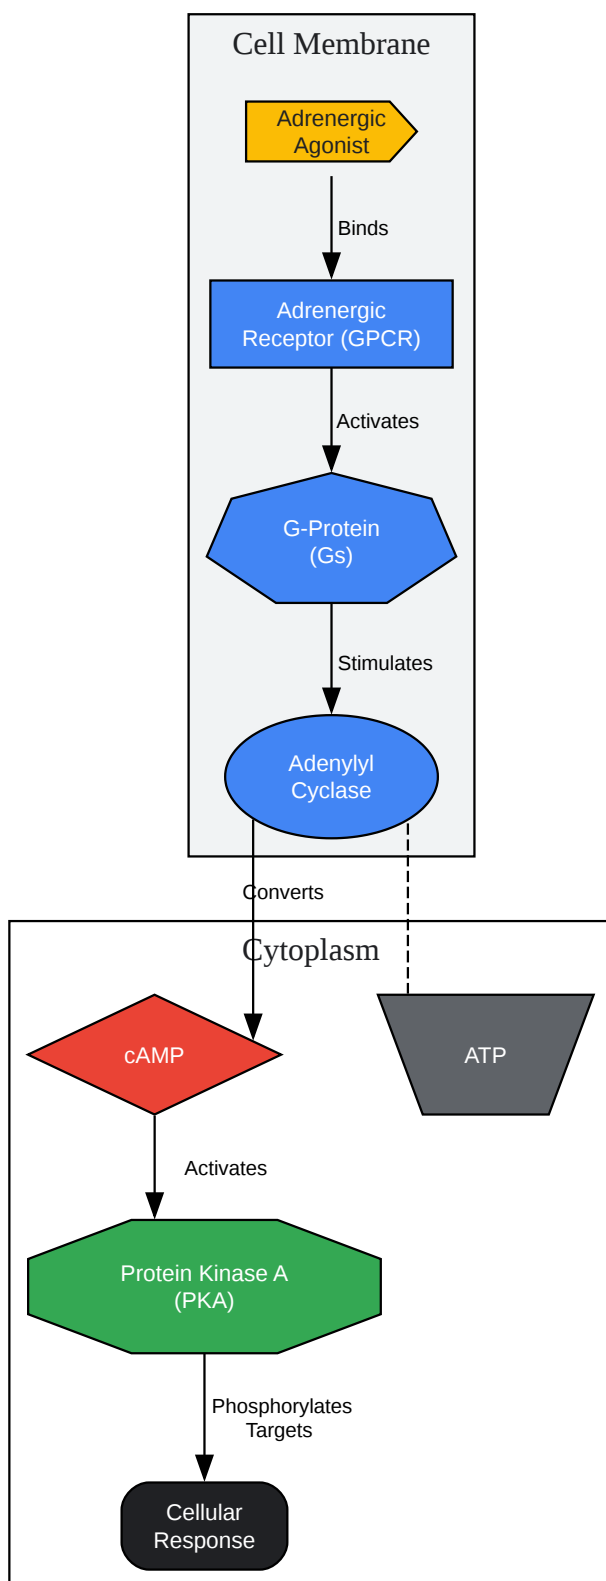 Cell Membrane
Adrenergic
Agonist
Binds
Adrenergic
Receptor (GPCR)
Activates
G-Protein
(Gs)
Stimulates
Adenylyl
Cyclase
Converts
Cytoplasm
cAMP
ATP
Activates
Protein Kinase A
(PKA)
Phosphorylates
Targets
Cellular
Response